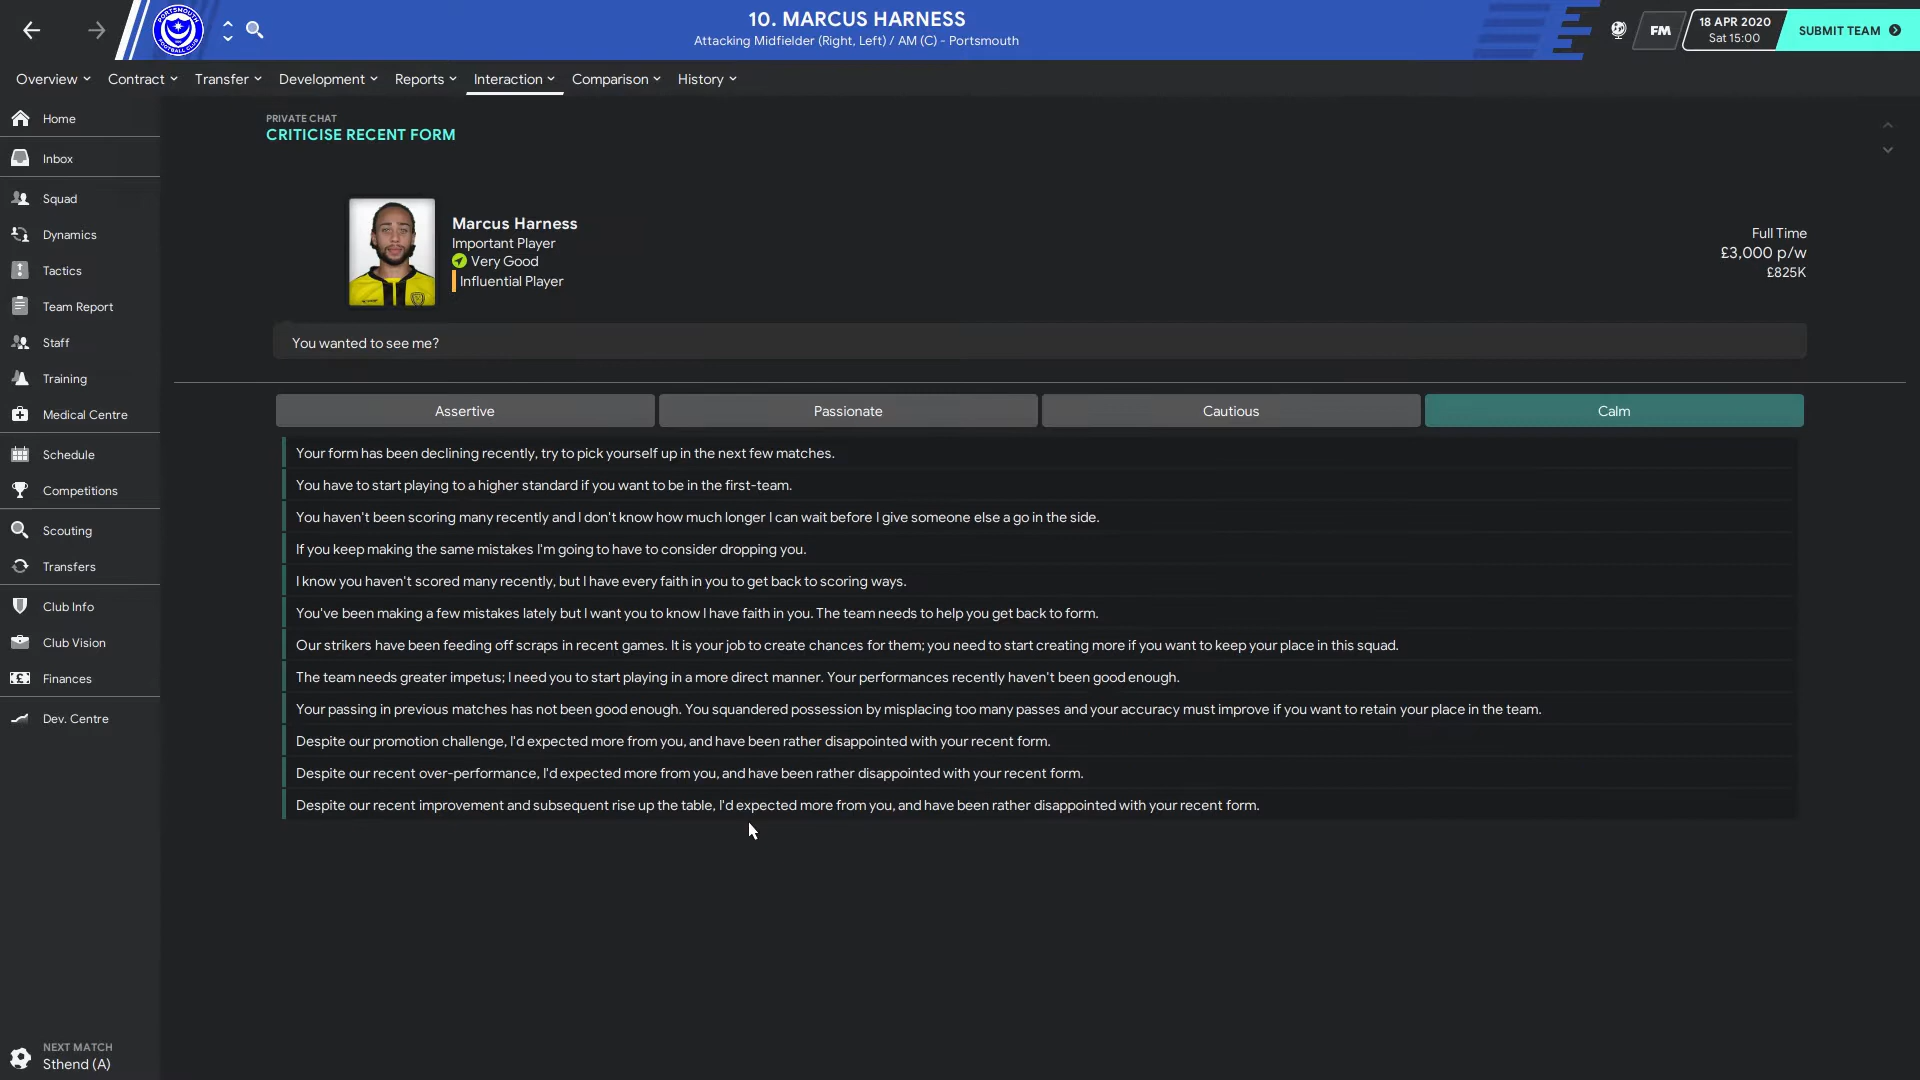 10. MARCUS HARNESS
Attacking Midfielder (Right, Left) / AM (C) - Portsmouth
FM
18 APR 2020
Sat 15:00
SUBMIT TEAM
Overview
Contract
Transfer
Development
Reports
Interaction
Comparison
History
Home
Inbox
Squad
Dynamics
Tactics
Team Report
Staff
Training
Medical Centre
Schedule
Competitions
Scouting
Transfers
Club Info
Club Vision
Finances
Dev. Centre
NEXT MATCH
Sthend (A)
PRIVATE CHAT
CRITICISE RECENT FORM
Marcus Harness
Important Player
Very Good
Influential Player
Full Time
£3,000 p/w
£825K
You wanted to see me?
Assertive
Passionate
Cautious
Calm
Your form has been declining recently, try to pick yourself up in the next few matches.
You have to start playing to a higher standard if you want to be in the first-team.
You haven't been scoring many recently and I don't know how much longer I can wait before I give someone else a go in the side.
If you keep making the same mistakes I'm going to have to consider dropping you.
I know you haven't scored many recently, but I have every faith in you to get back to scoring ways.
You've been making a few mistakes lately but I want you to know I have faith in you. The team needs to help you get back to form.
Our strikers have been feeding off scraps in recent games. It is your job to create chances for them; you need to start creating more if you want to keep your place in this squad.
The team needs greater impetus; I need you to start playing in a more direct manner. Your performances recently haven't been good enough.
Your passing in previous matches has not been good enough. You squandered possession by misplacing too many passes and your accuracy must improve if you want to retain your place in the team.
Despite our promotion challenge, I'd expected more from you, and have been rather disappointed with your recent form.
Despite our recent over-performance, I'd expected more from you, and have been rather disappointed with your recent form.
Despite our recent improvement and subsequent rise up the table, I'd expected more from you, and have been rather disappointed with your recent form.